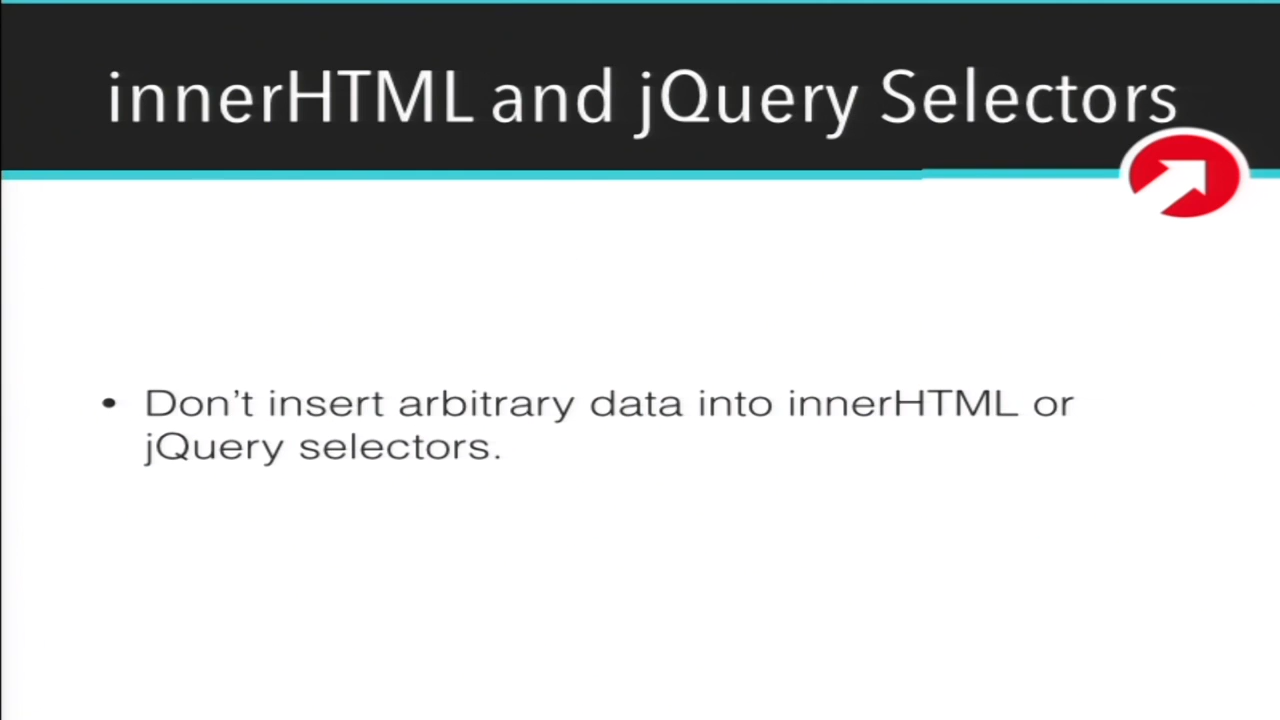 innerHTML and jQuery Selectors
• Don't insert arbitrary data into innerHTML or
jQuery selectors.